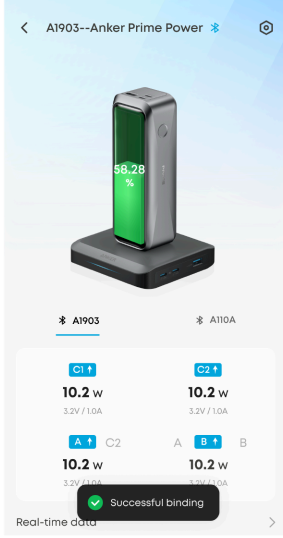 A1903--Anker Prime Power
58.28
%
A1903
A110A
C1 C2
10.2 w 10.2 w
3.2V / 1.0A 3.2V / 1.0A
A C2 A B B
10.2 w 10.2 w
3.2V / 1.0A 3.2V / 1.0A
Successful binding
Real-time data